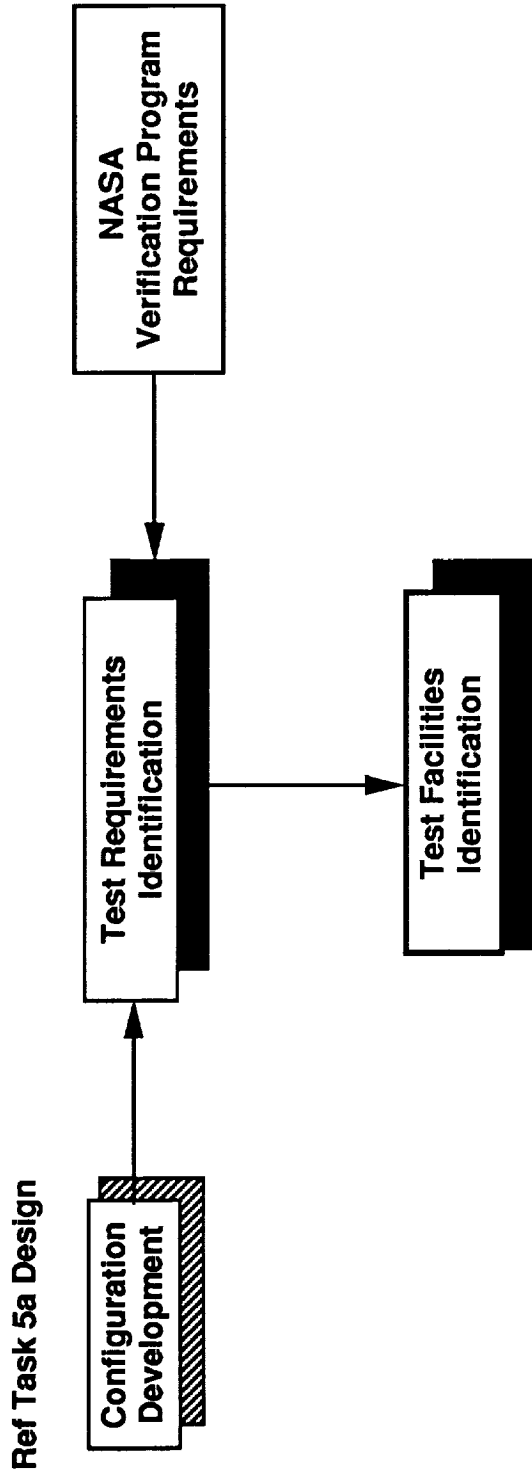 Ref Task 5a Design
Configuration
Development
Test Requirements
Identification
NASA
Verification Program
Requirements
Test Facilities
Identification